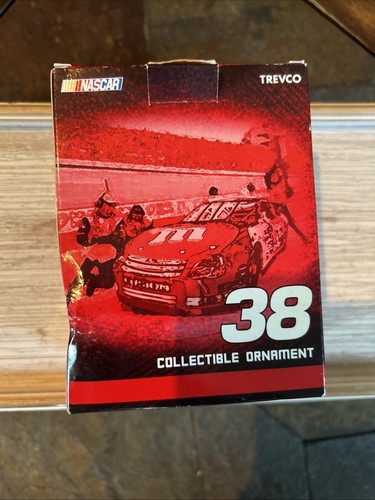 NASCAR
TREVCO
m
38
COLLECTIBLE ORNAMENT